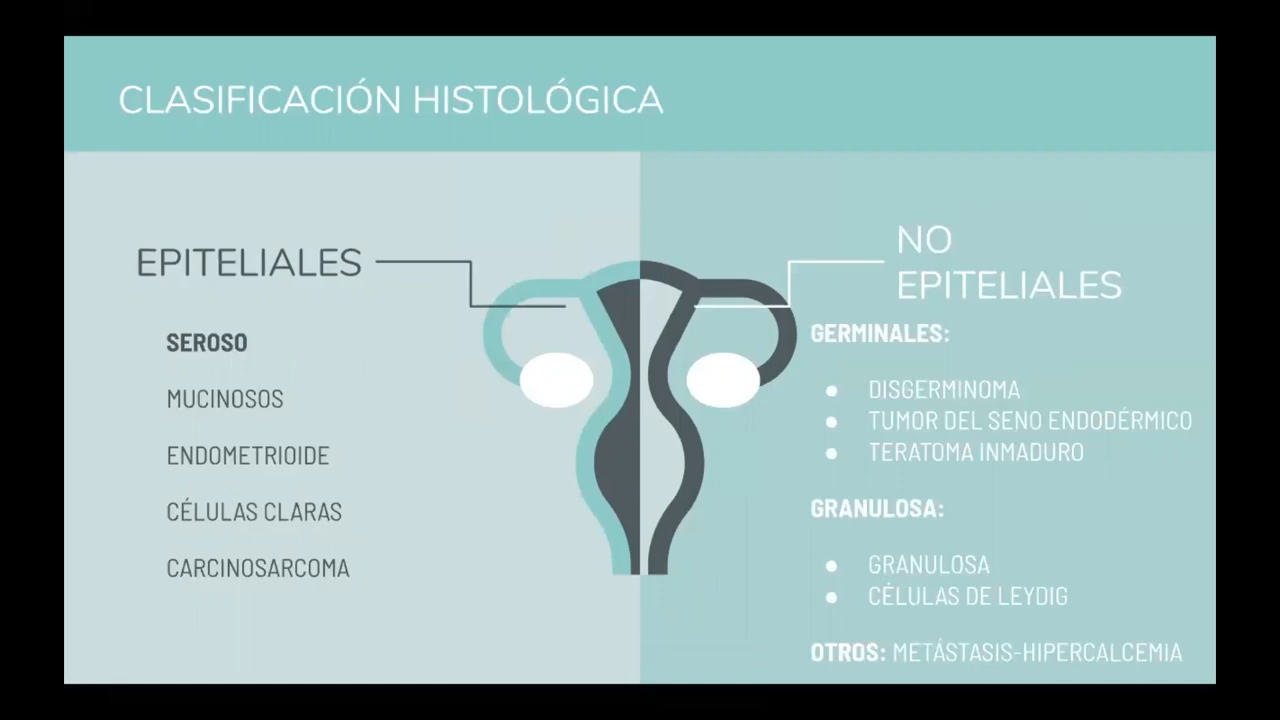 CLASIFICACIÓN HISTOLÓGICA
EPITELIALES
SEROSO
MUCINOSOS
ENDOMETRIOIDE
CÉLULAS CLARAS
CARCINOSARCOMA
NO
EPITELIALES
GERMINALES:
● DISGERMINOMA
● TUMOR DEL SENO ENDODÉRMICO
● TERATOMA INMADURO
GRANULOSA:
● GRANULOSA
● CÉLULAS DE LEYDIG
OTROS: METÁSTASIS-HIPERCALCEMIA